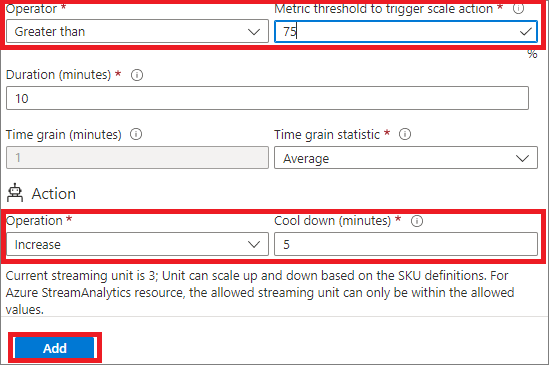 Operator * Metric threshold to trigger scale action *
Greater than 75
%
Duration (minutes) *
10
Time grain (minutes) Time grain statistic *
1 Average
Action
Operation * Cool down (minutes) *
Increase 5
Current streaming unit is 3; Unit can scale up and down based on the SKU definitions. For
Azure StreamAnalytics resource, the allowed streaming unit can only be within the allowed
values.
Add